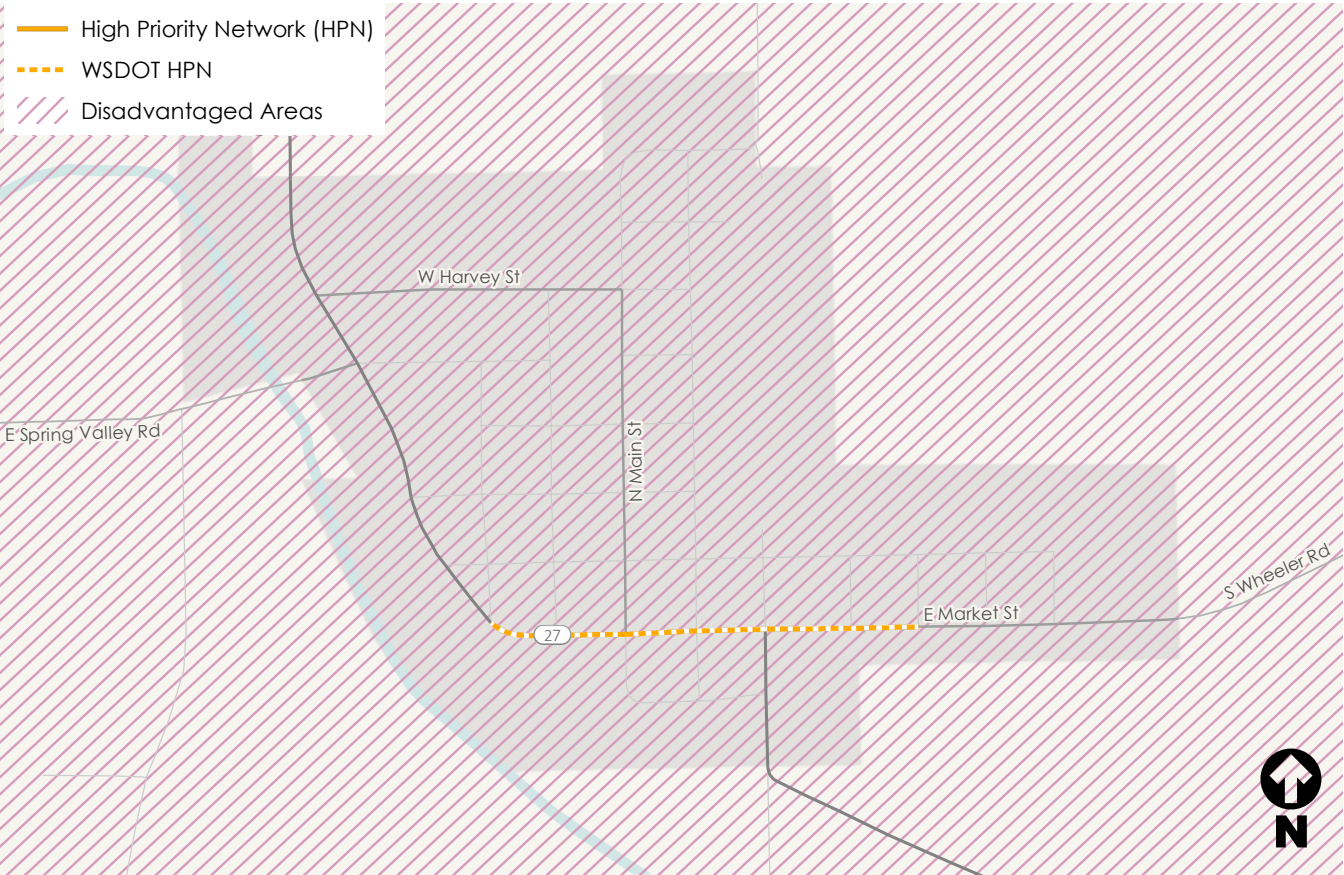 High Priority Network (HPN)
WSDOT HPN
Disadvantaged Areas
W Harvey St
E Spring Valley Rd
N Main St
S Wheeler Rd
E Market St
27
N